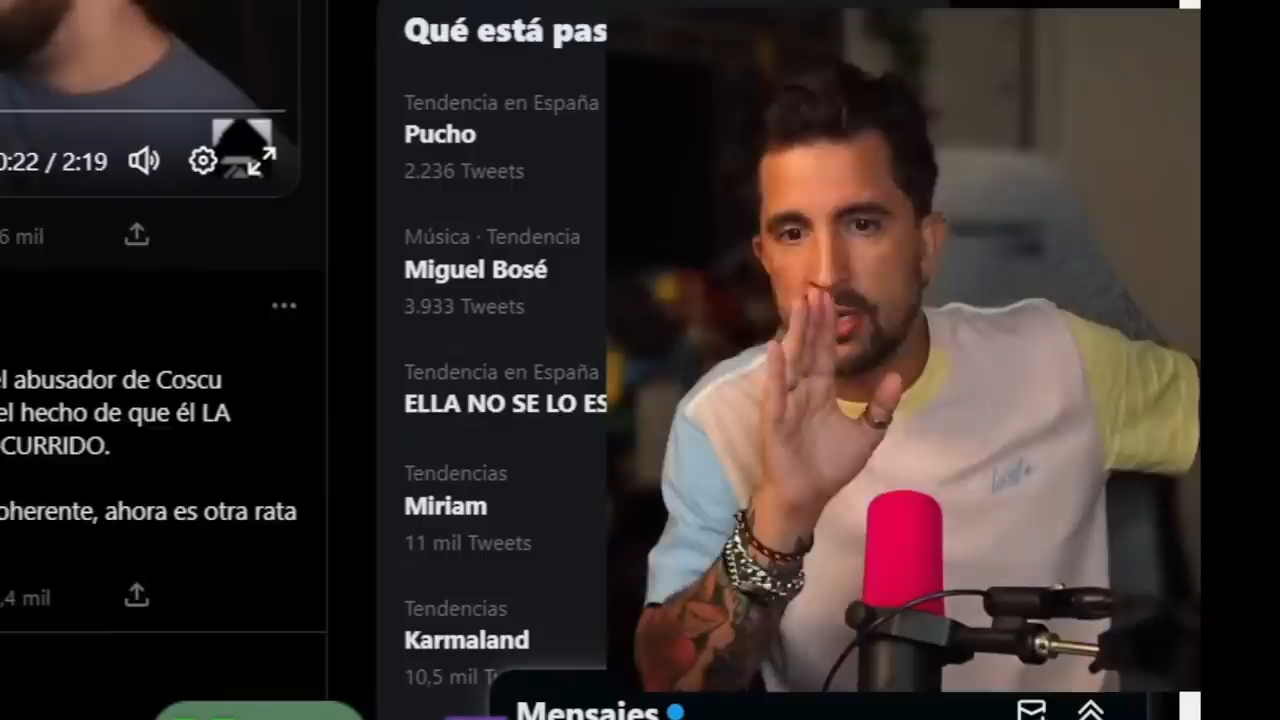 Qué está pas
Tendencia en España
Pucho
2.236 Tweets
Música · Tendencia
Miguel Bosé
3.933 Tweets
Tendencia en España
ELLA NO SE LO ES
Tendencias
Miriam
11 mil Tweets
Tendencias
Karmaland
10,5 mil Tw
0:22 / 2:19
6 mil
el abusador de Coscu
el hecho de que él LA
CURRIDO.
oherente, ahora es otra rata
,4 mil
Mensajes